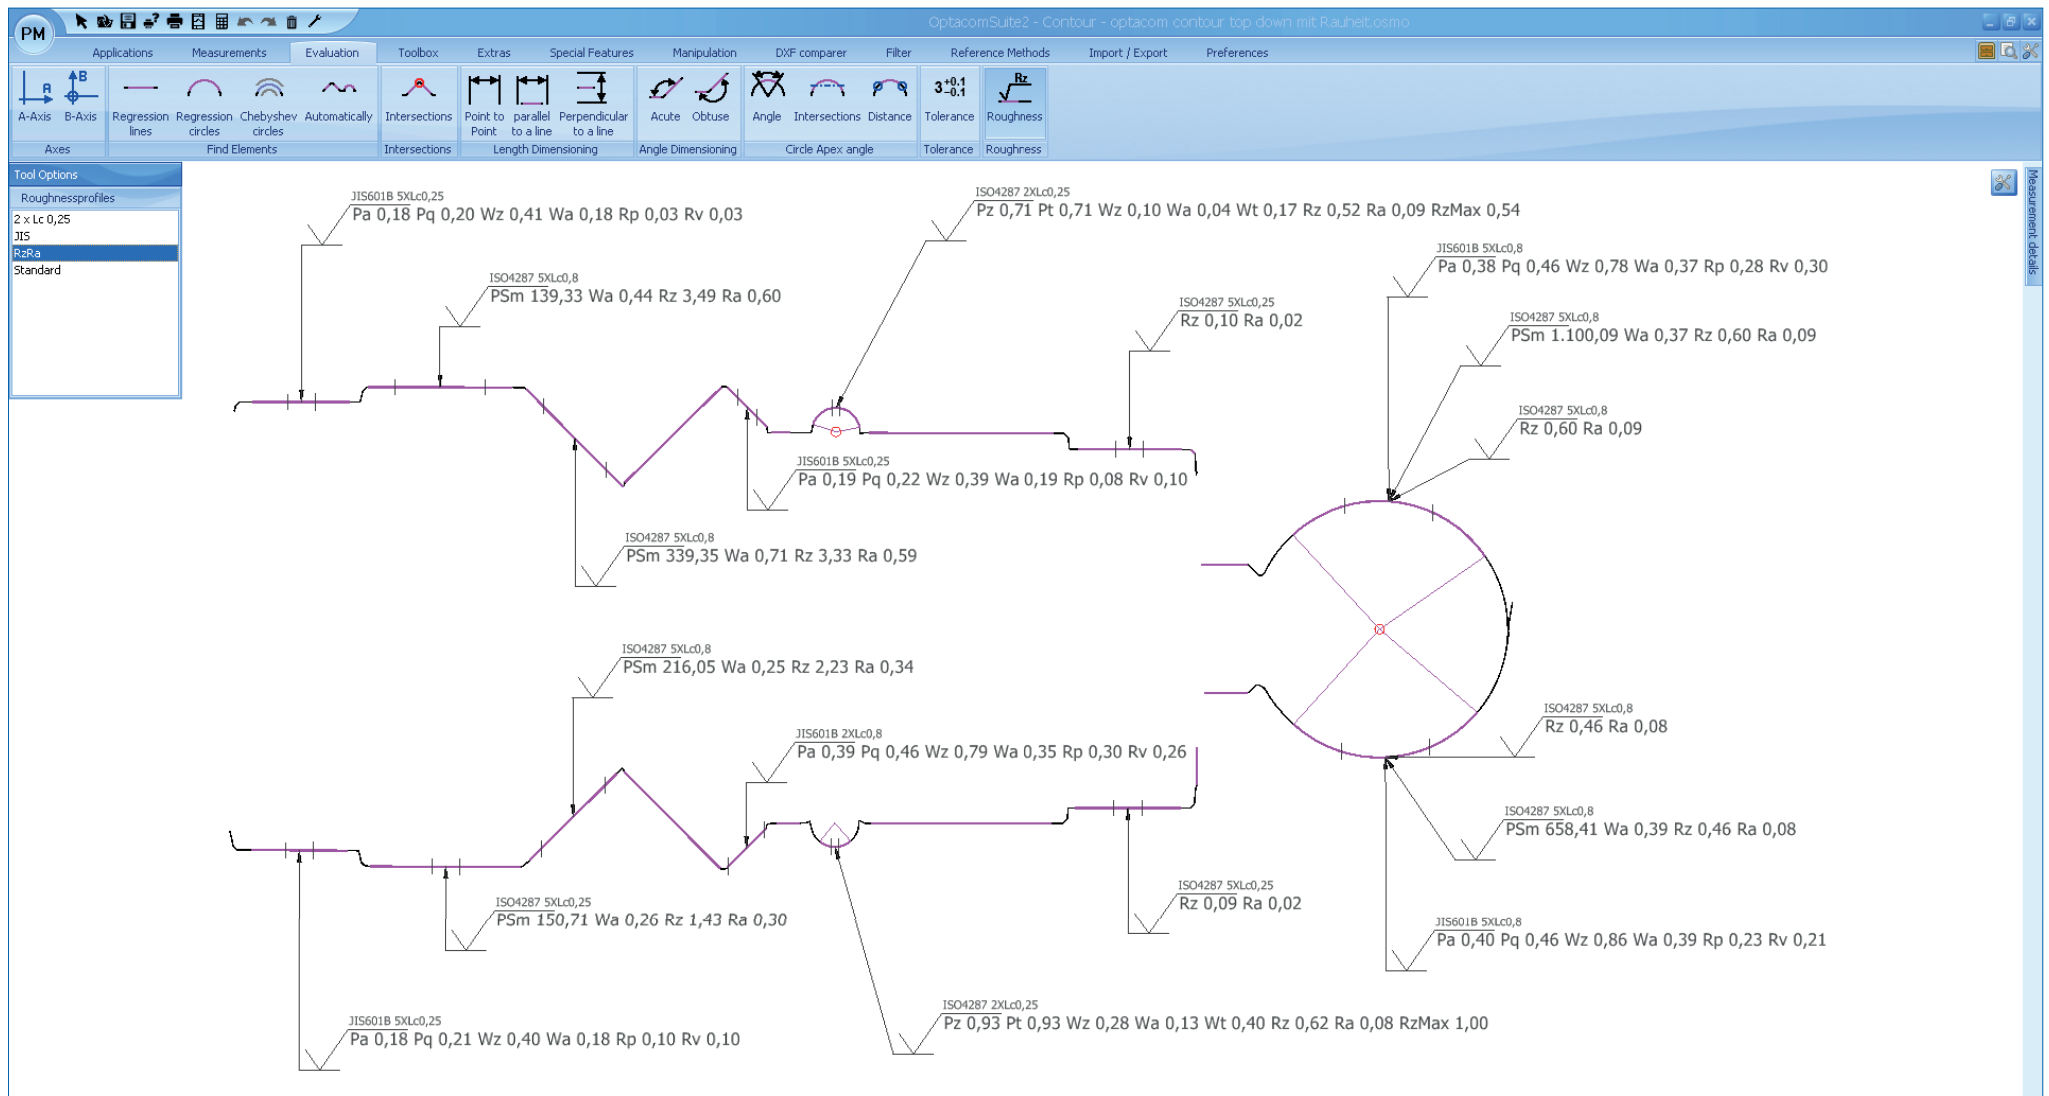 OptacomSuite2 - Contour - optacom contour top down mit Rauheit.osmo
PM
Applications Measurements Evaluation Toolbox Extras Special Features Manipulation DXF comparer Filter Reference Methods Import / Export Preferences
A B 3 +0.1 -0.1 Rz
A-Axis B-Axis Regression lines Regression circles Chebyshev circles Automatically Intersections Point to Point parallel to a line Perpendicular to a line Acute Obtuse Angle Intersections Distance Tolerance Roughness
Axes Find Elements Intersections Length Dimensioning Angle Dimensioning Circle Apex angle Tolerance Roughness
Tool Options
Roughnessprofiles
2 x Lc 0,25
JIS
RzRa
Standard
Measurement details
JIS601B 5XLc0,25
Pa 0,18 Pq 0,20 Wz 0,41 Wa 0,18 Rp 0,03 Rv 0,03
ISO4287 2XLc0,25
Pz 0,71 Pt 0,71 Wz 0,10 Wa 0,04 Wt 0,17 Rz 0,52 Ra 0,09 RzMax 0,54
JIS601B 5XLc0,8
Pa 0,38 Pq 0,46 Wz 0,78 Wa 0,37 Rp 0,28 Rv 0,30
ISO4287 5XLc0,8
PSm 139,33 Wa 0,44 Rz 3,49 Ra 0,60
ISO4287 5XLc0,25
Rz 0,10 Ra 0,02
ISO4287 5XLc0,8
PSm 1.100,09 Wa 0,37 Rz 0,60 Ra 0,09
ISO4287 5XLc0,8
Rz 0,60 Ra 0,09
JIS601B 5XLc0,25
Pa 0,19 Pq 0,22 Wz 0,39 Wa 0,19 Rp 0,08 Rv 0,10
ISO4287 5XLc0,8
PSm 339,35 Wa 0,71 Rz 3,33 Ra 0,59
ISO4287 5XLc0,8
PSm 216,05 Wa 0,25 Rz 2,23 Ra 0,34
ISO4287 5XLc0,8
Rz 0,46 Ra 0,08
JIS601B 2XLc0,8
Pa 0,39 Pq 0,46 Wz 0,79 Wa 0,35 Rp 0,30 Rv 0,26
ISO4287 5XLc0,8
PSm 658,41 Wa 0,39 Rz 0,46 Ra 0,08
ISO4287 5XLc0,25
Rz 0,09 Ra 0,02
ISO4287 5XLc0,25
PSm 150,71 Wa 0,26 Rz 1,43 Ra 0,30
JIS601B 5XLc0,8
Pa 0,40 Pq 0,46 Wz 0,86 Wa 0,39 Rp 0,23 Rv 0,21
ISO4287 2XLc0,25
Pz 0,93 Pt 0,93 Wz 0,28 Wa 0,13 Wt 0,40 Rz 0,62 Ra 0,08 RzMax 1,00
JIS601B 5XLc0,25
Pa 0,18 Pq 0,21 Wz 0,40 Wa 0,18 Rp 0,10 Rv 0,10